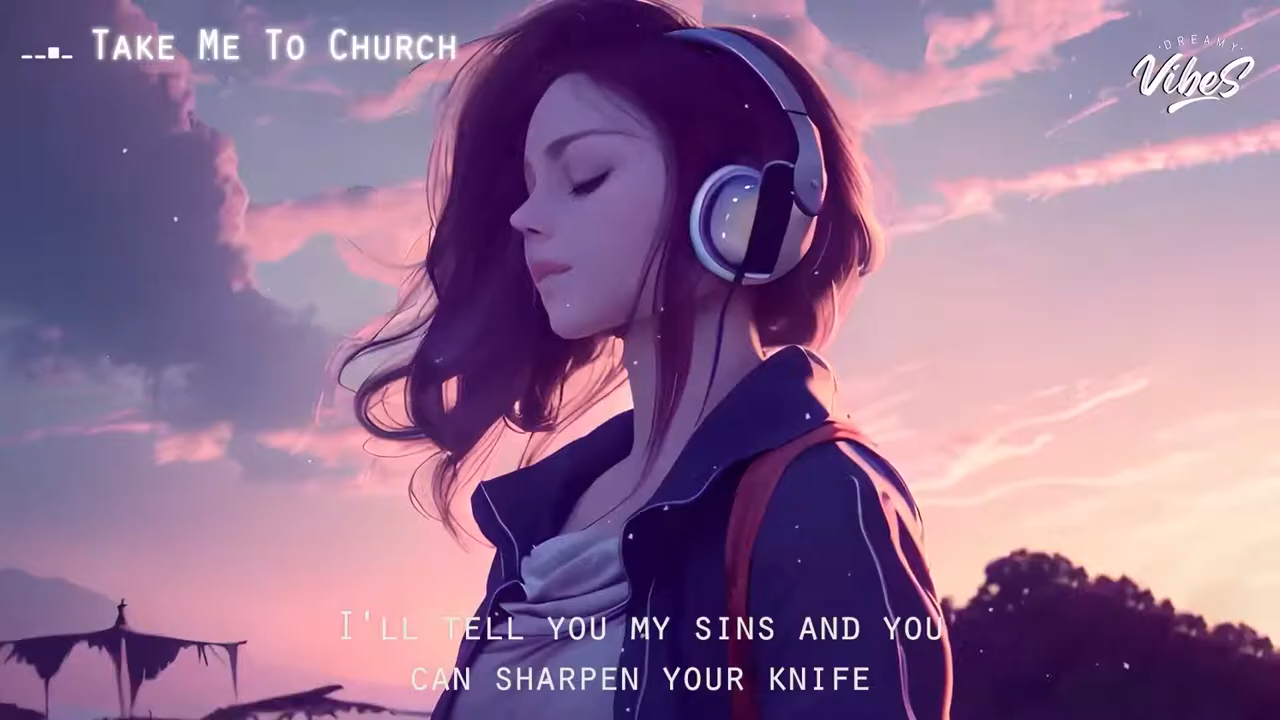 Take Me To Church
·DREAMY·
Vibes
I'LL TELL YOU MY SINS AND YOU
CAN SHARPEN YOUR KNIFE